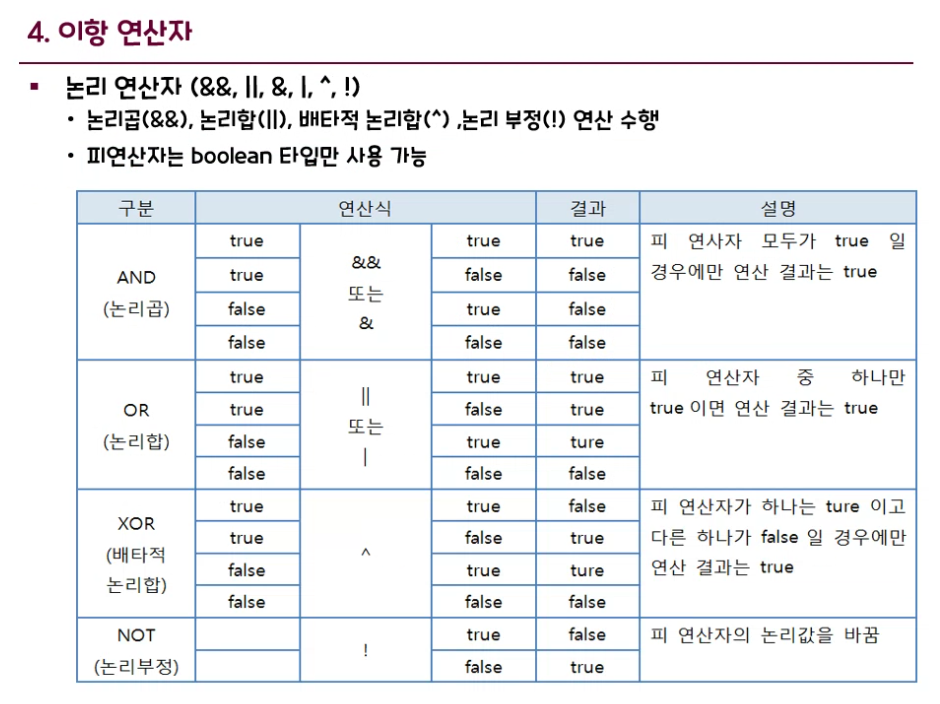 4. 이항 연산자
▪ 논리 연산자 (&&, ||, &, |, ^, !)
• 논리곱(&&), 논리합(||), 배타적 논리합(^) ,논리 부정(!) 연산 수행
• 피연산자는 boolean 타입만 사용 가능
구분 연산식 결과 설명
AND
(논리곱)
true true true
true false false
false true false
false false false
&&
또는
&
피 연사자 모두가 true 일
경우에만 연산 결과는 true
OR
(논리합)
true true true
true false true
false true ture
false false false
||
또는
|
피 연산자 중 하나만
true 이면 연산 결과는 true
XOR
(배타적
논리합)
true true false
true false true
false true ture
false false false
^
피 연산자가 하나는 ture 이고
다른 하나가 false 일 경우에만
연산 결과는 true
NOT
(논리부정)
!
true false
false true
피 연산자의 논리값을 바꿈